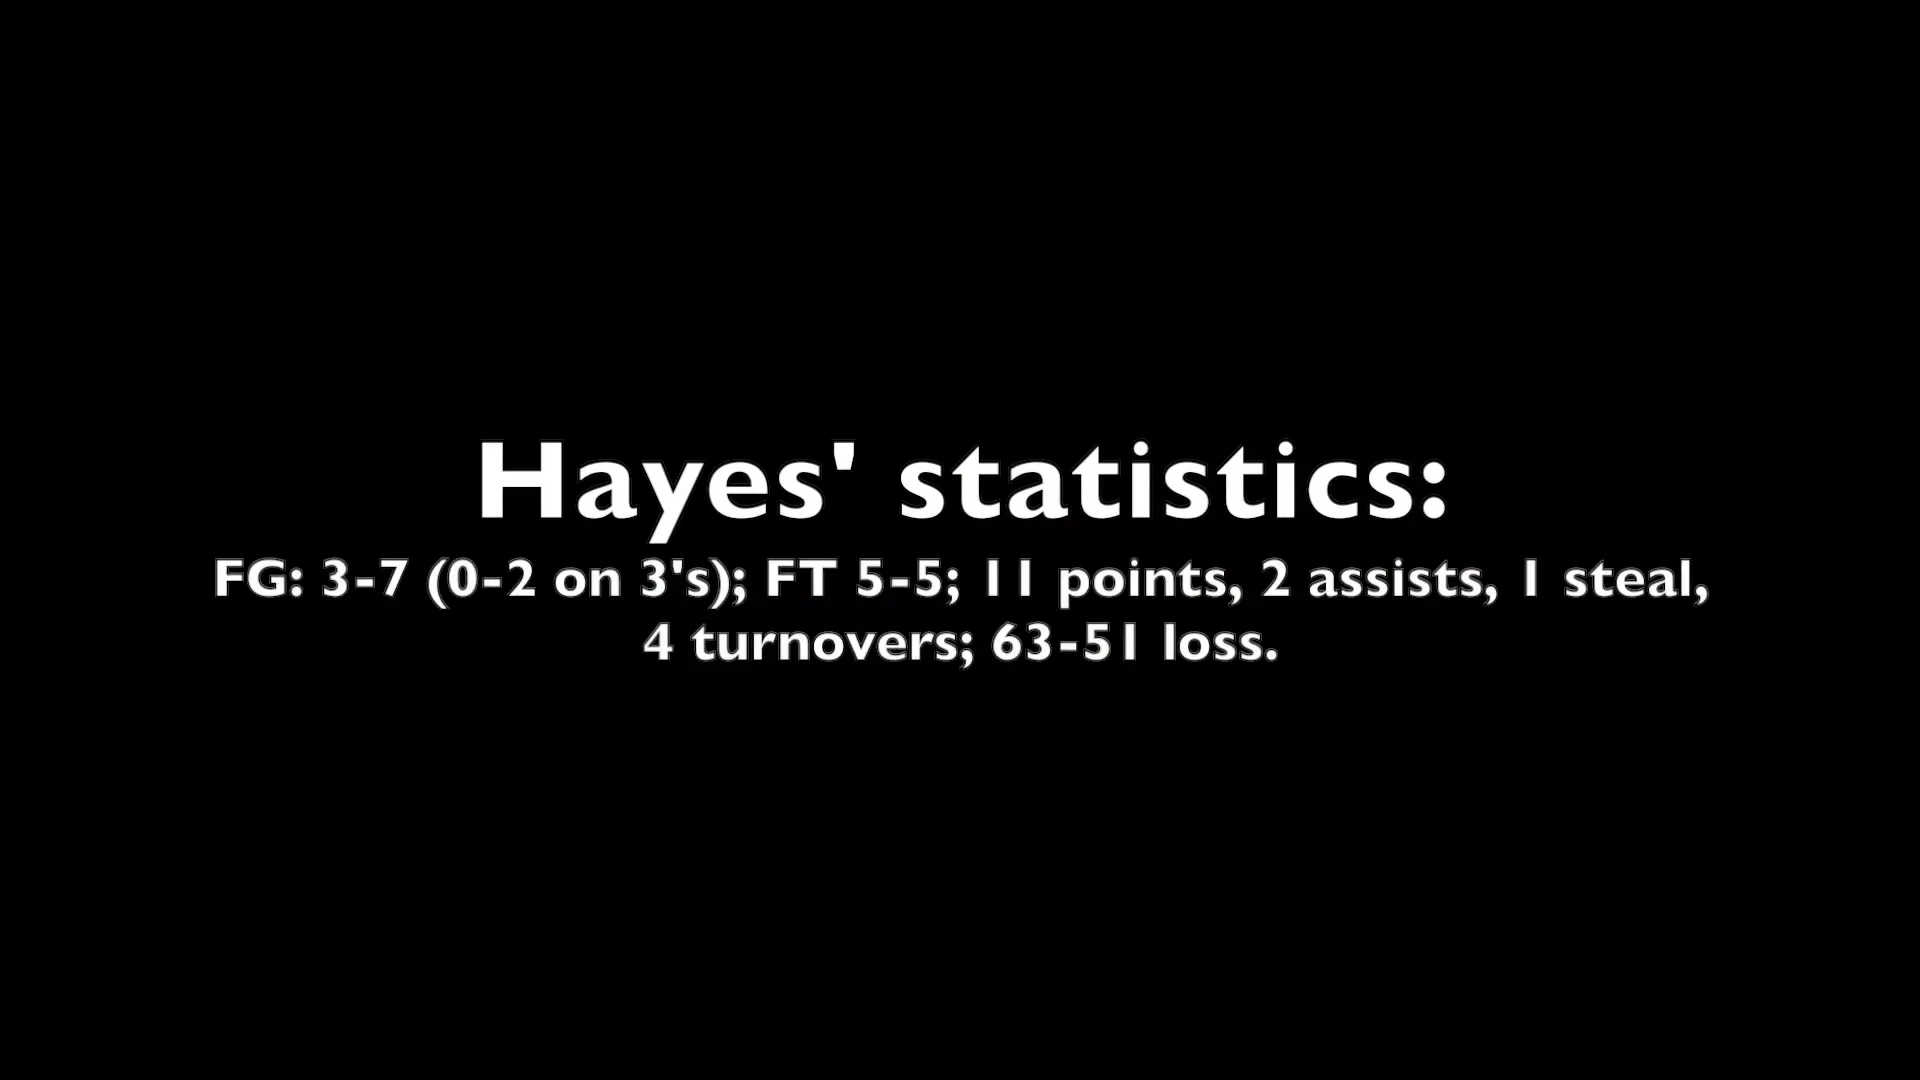 Hayes' statistics:
FG: 3-7 (0-2 on 3's); FT 5-5; 11 points, 2 assists, 1 steal,
4 turnovers; 63-51 loss.